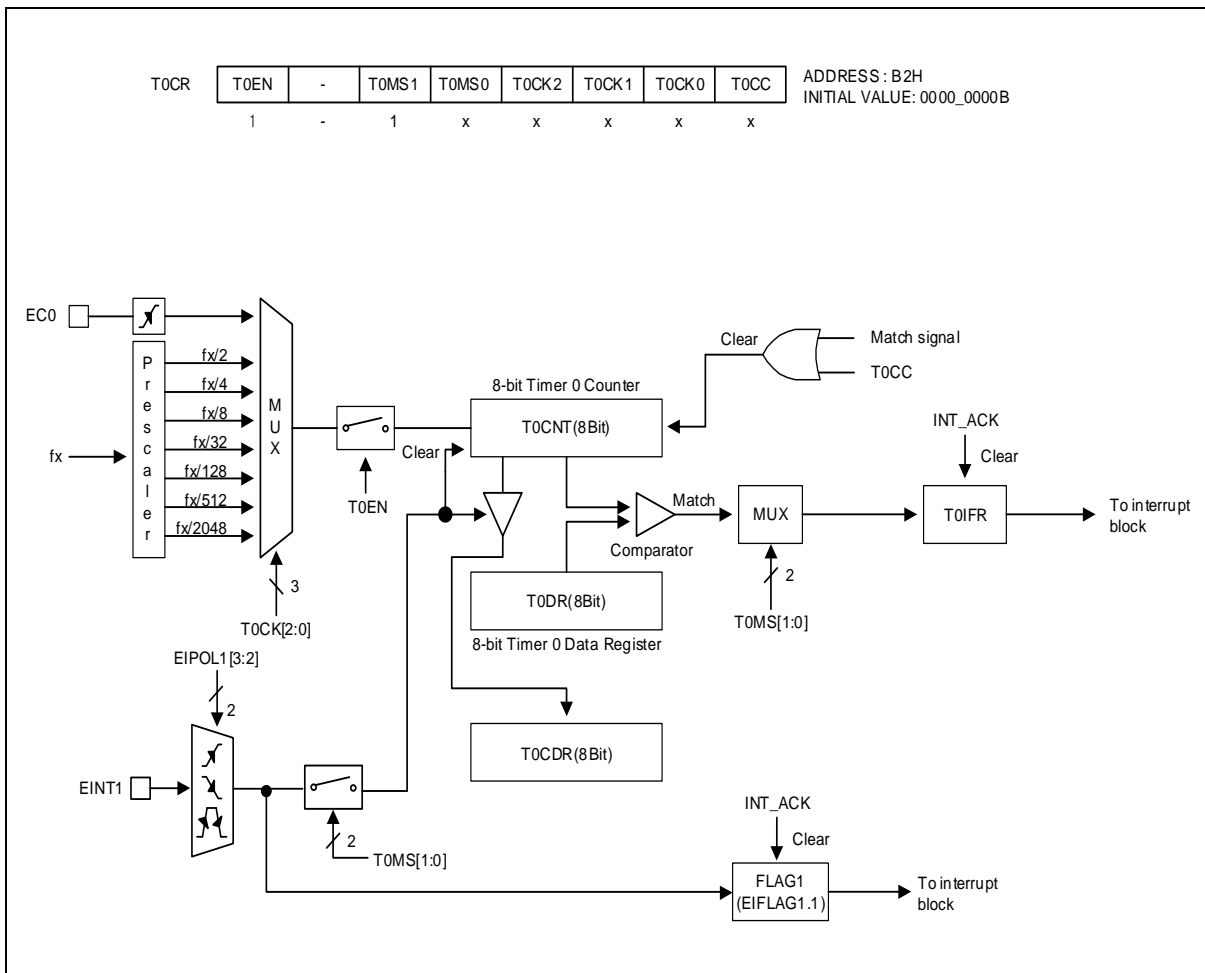 T0CR T0EN - T0MS1 T0MS0 T0CK2 T0CK1 T0CK0 T0CC ADDRESS : B2H
INITIAL VALUE: 0000_0000B
1 - 1 x x x x x
EC0
Prescaler
fx
fx/2
fx/4
fx/8
fx/32
fx/128
fx/512
fx/2048
MUX
3
T0CK[2:0]
T0EN
8-bit Timer 0 Counter
T0CNT(8Bit)
Clear
Clear
Match signal
T0CC
Comparator
Match
T0DR(8Bit)
8-bit Timer 0 Data Register
MUX
2
T0MS[1:0]
INT_ACK
Clear
T0IFR
To interrupt
block
EIPOL1[3:2]
2
EINT1
2
T0MS[1:0]
T0CDR(8Bit)
INT_ACK
Clear
FLAG1
(EIFLAG1.1)
To interrupt
block